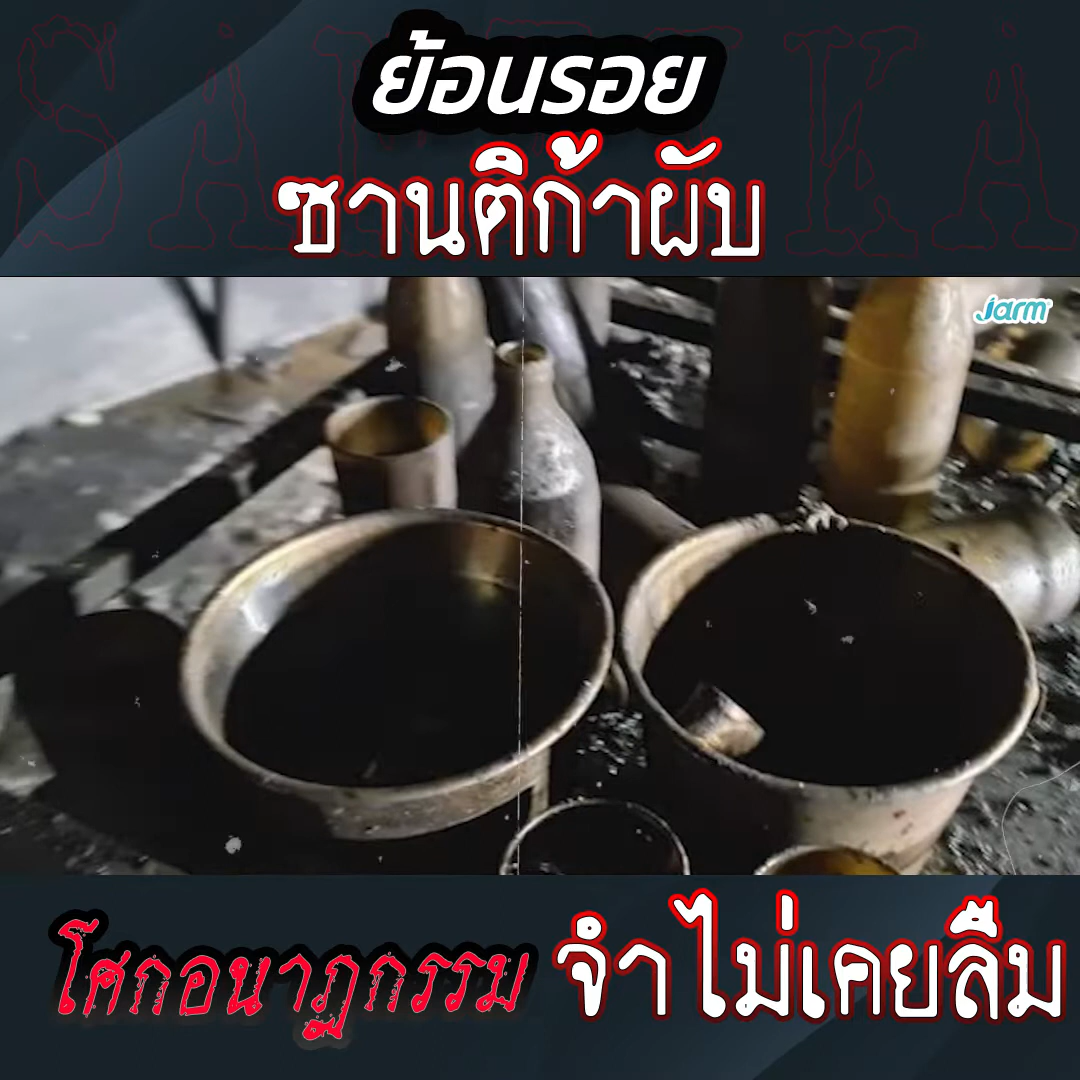 ย้อนรอย
ซานติก้าผับ
jarm
โศกอนาฏกรรม จำไม่เคยลืม